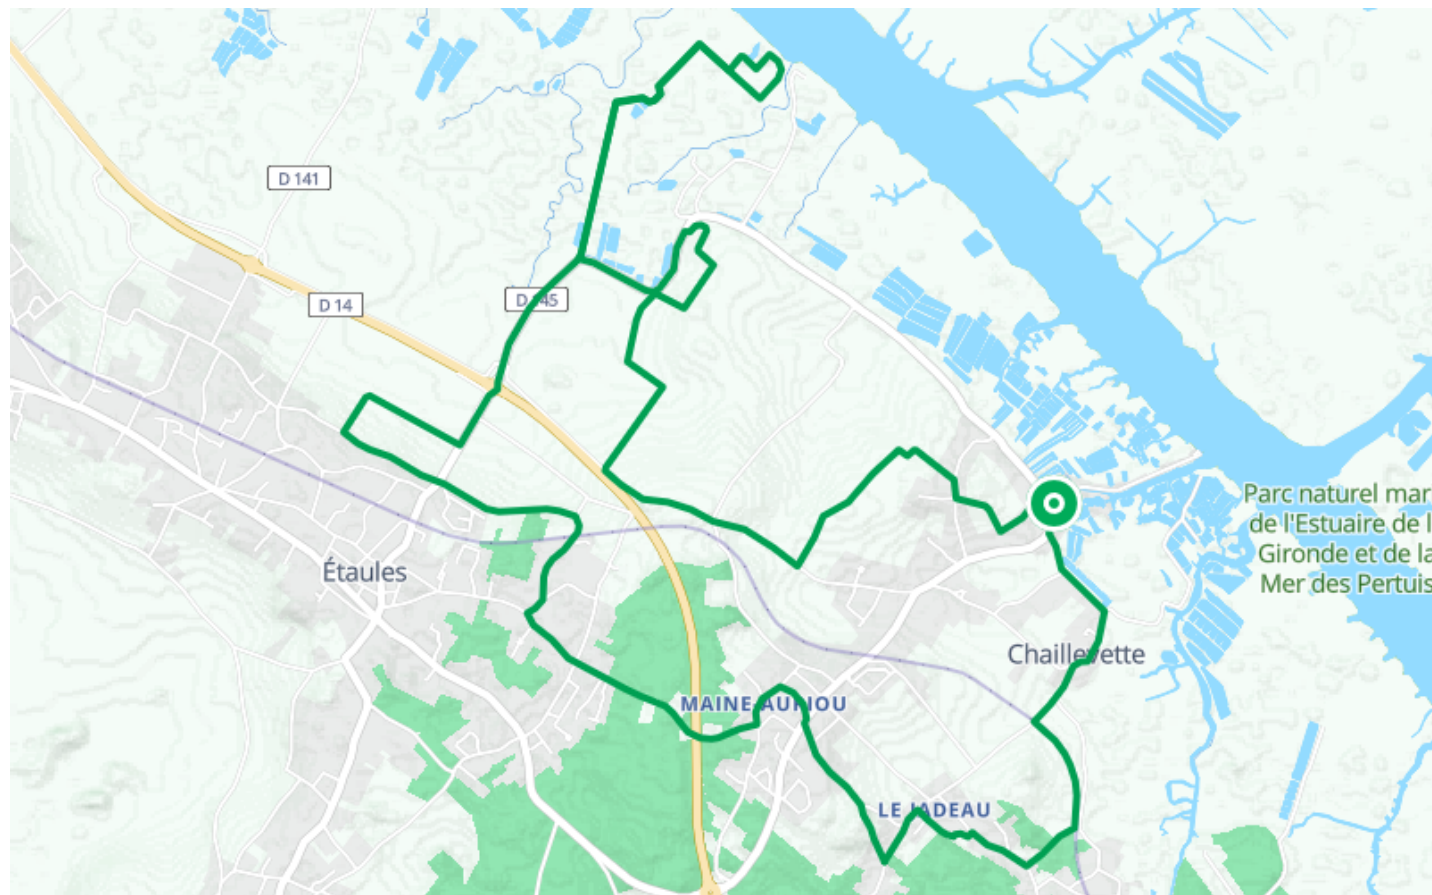 D 141
D 14
D 145
Parc naturel mar
de l'Estuaire de l
Gironde et de la
Mer des Pertuis
Étaules
Chaillevette
MAINE AURIOU
LE JADEAU